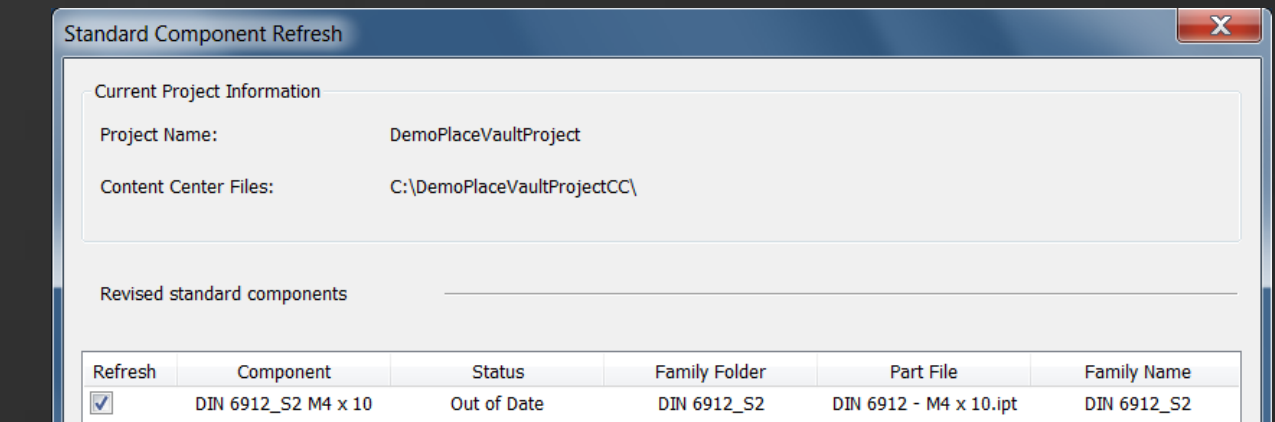 Standard Component Refresh
Current Project Information
Project Name: DemoPlaceVaultProject
Content Center Files: C:\DemoPlaceVaultProjectCC\
Revised standard components
Refresh Component Status Family Folder Part File Family Name
DIN 6912_S2 M4 x 10 Out of Date DIN 6912_S2 DIN 6912 - M4 x 10.ipt DIN 6912_S2